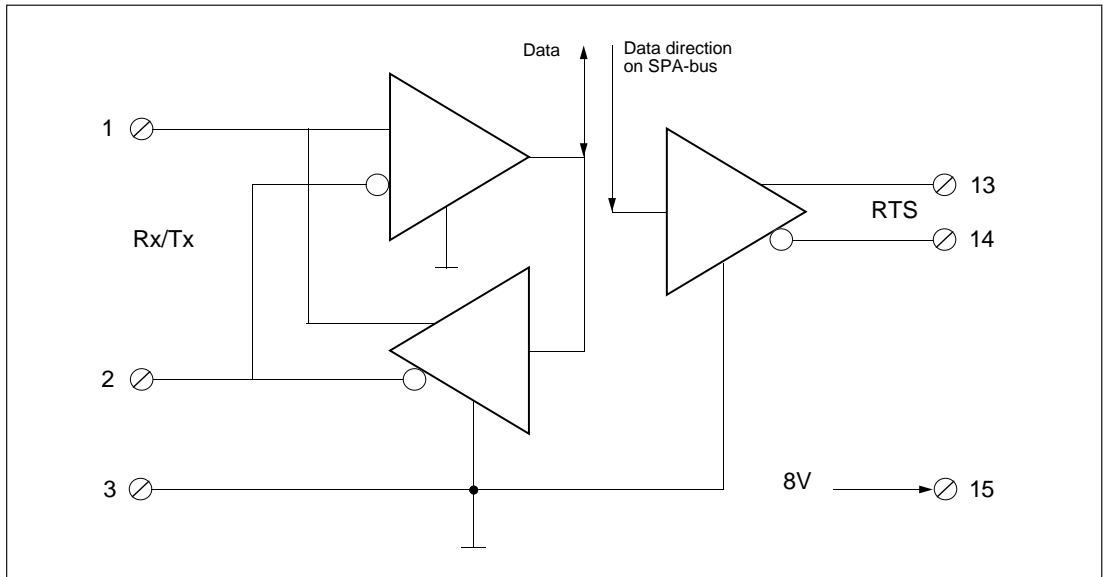 Data
Data direction
on SPA-bus
1
13
RTS
14
Rx/Tx
2
3
8V
15